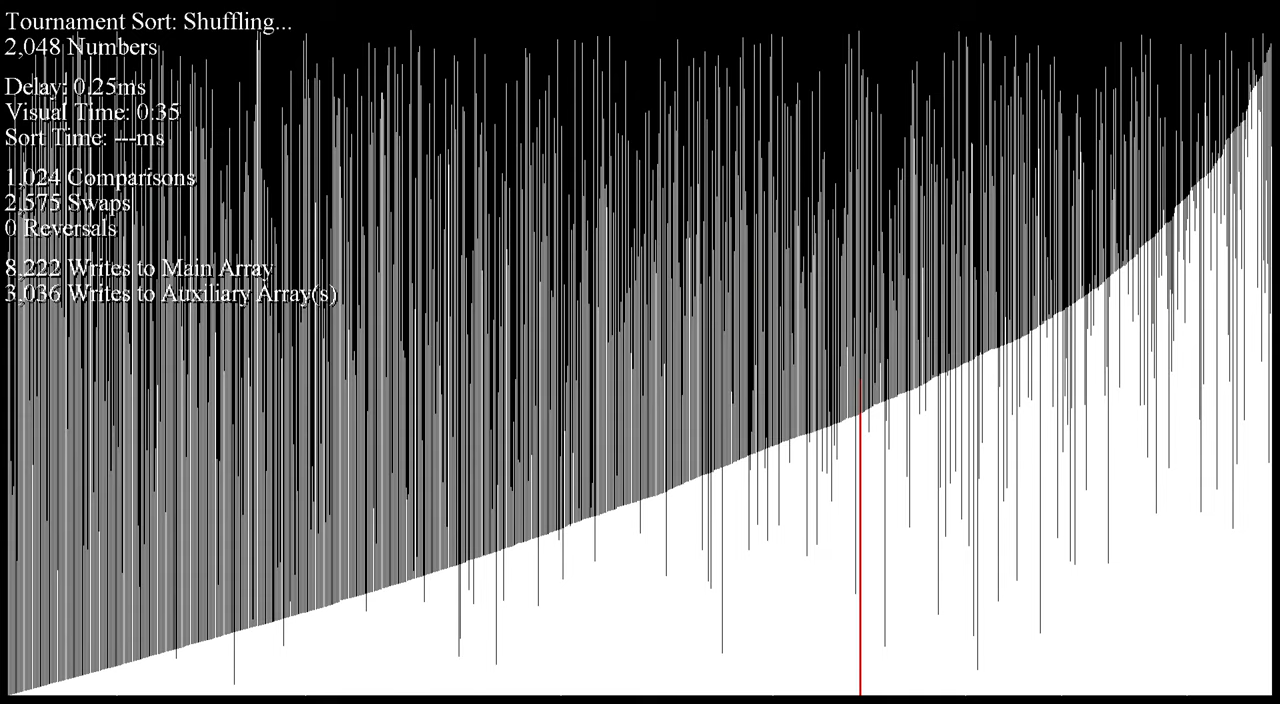 Tournament Sort: Shuffling...
2,048 Numbers
Delay: 0.25ms
Visual Time: 0:35
Sort Time: ---ms
1,024 Comparisons
2,575 Swaps
0 Reversals
8,222 Writes to Main Array
3,036 Writes to Auxiliary Array(s)